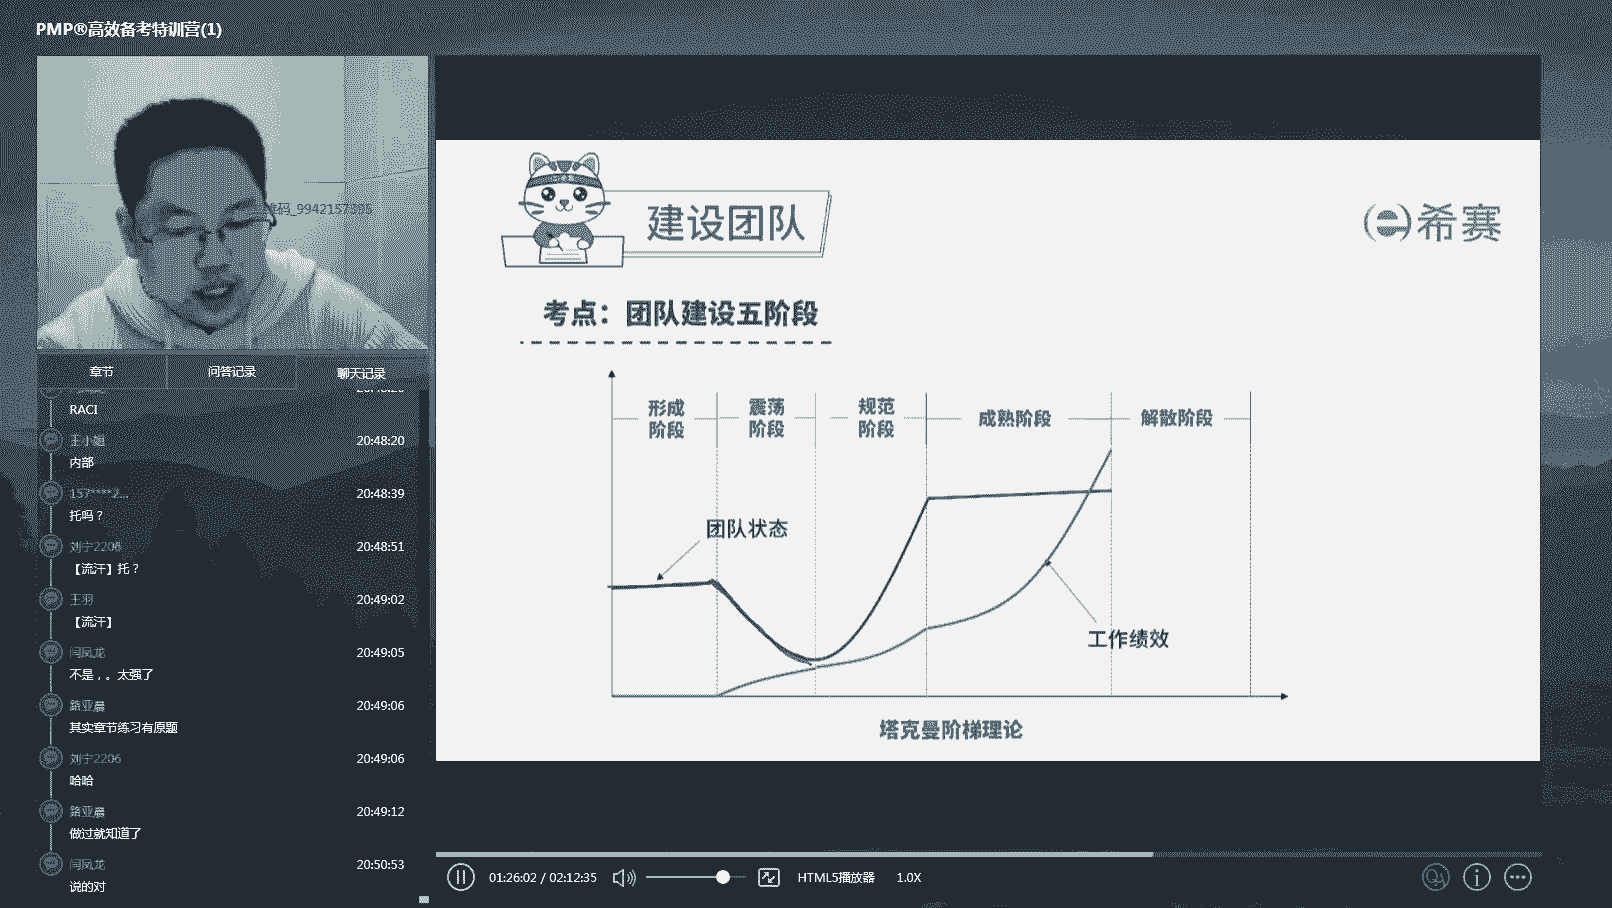 PMP®高效备考特训营(1)
码_9942157395
章节
问答记录
聊天记录
RACI
王小姐
20:48:20
内部
157****2...
20:48:39
托吗？
刘宁2206
20:48:51
【流汗】托？
王羽
20:49:02
【流汗】
闫凤龙
20:49:05
不是，。太强了
路亚晨
20:49:06
其实章节练习有原题
刘宁2206
20:49:06
哈哈
路亚晨
20:49:12
做过就知道了
闫凤龙
20:50:53
说的对
建设团队
希赛
考点：团队建设五阶段
形成
阶段
震荡
阶段
规范
阶段
成熟阶段
解散阶段
团队状态
工作绩效
塔克曼阶梯理论
01:26:02 / 02:12:35
HTML5播放器
1.0X